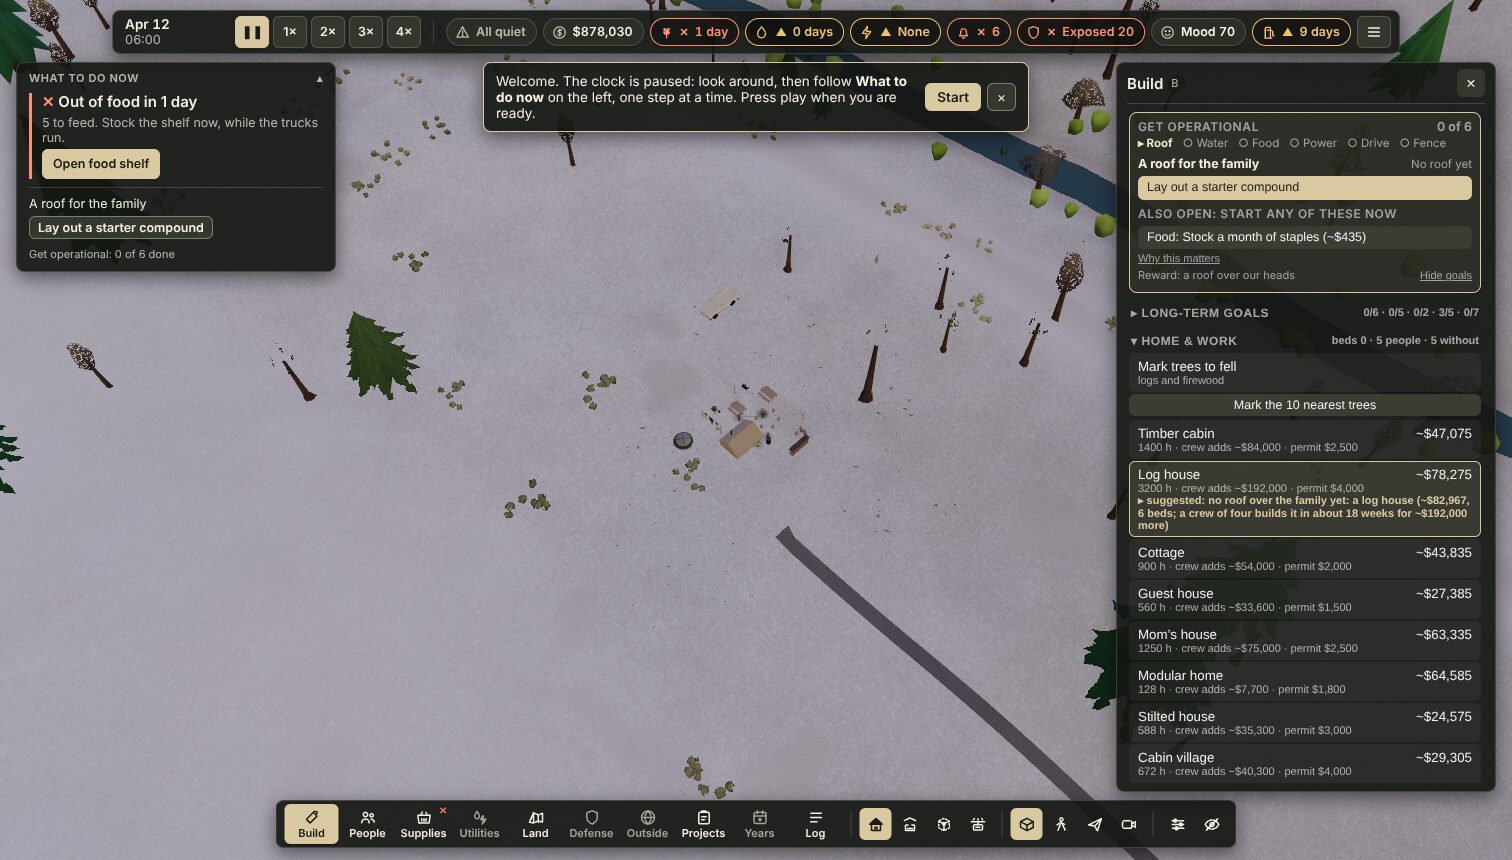 Apr 12
06:00
1×
2×
3×
4×
All quiet
$878,030
× 1 day
▲ 0 days
▲ None
× 6
× Exposed 20
Mood 70
▲ 9 days
WHAT TO DO NOW ▲
× Out of food in 1 day
5 to feed. Stock the shelf now, while the trucks
run.
Open food shelf
A roof for the family
Lay out a starter compound
Get operational: 0 of 6 done
Welcome. The clock is paused: look around, then follow What to
do now on the left, one step at a time. Press play when you are
ready.
Start
×
Build B ×
GET OPERATIONAL 0 of 6
▸ Roof ○ Water ○ Food ○ Power ○ Drive ○ Fence
A roof for the family No roof yet
Lay out a starter compound
ALSO OPEN: START ANY OF THESE NOW
Food: Stock a month of staples (~$435)
Why this matters
Reward: a roof over our heads Hide goals
▸ LONG-TERM GOALS 0/6 · 0/5 · 0/2 · 3/5 · 0/7
▾ HOME & WORK beds 0 · 5 people · 5 without
Mark trees to fell
logs and firewood
Mark the 10 nearest trees
Timber cabin ~$47,075
1400 h · crew adds ~$84,000 · permit $2,500
Log house ~$78,275
3200 h · crew adds ~$192,000 · permit $4,000
▸ suggested: no roof over the family yet: a log house (~$82,967,
6 beds; a crew of four builds it in about 18 weeks for ~$192,000
more)
Cottage ~$43,835
900 h · crew adds ~$54,000 · permit $2,000
Guest house ~$27,385
560 h · crew adds ~$33,600 · permit $1,500
Mom's house ~$63,335
1250 h · crew adds ~$75,000 · permit $2,500
Modular home ~$64,585
128 h · crew adds ~$7,700 · permit $1,800
Stilted house ~$24,575
588 h · crew adds ~$35,300 · permit $3,000
Cabin village ~$29,305
672 h · crew adds ~$40,300 · permit $4,000
Build
People
Supplies ×
Utilities
Land
Defense
Outside
Projects
Years
Log